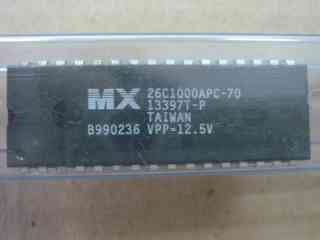 MX 26C1000APC-70
13397T-P
TAIWAN
B990236 VPP=12.5V